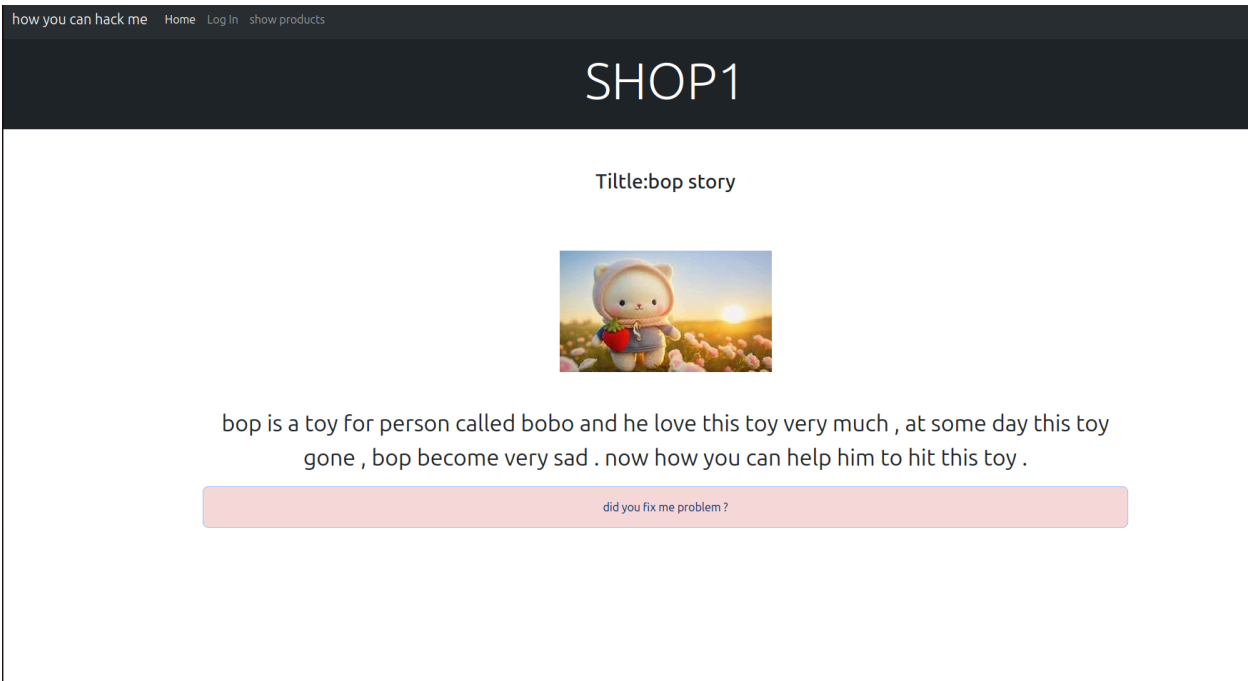 how you can hack me Home Log In show products
SHOP1
Tiltle:bop story
bop is a toy for person called bobo and he love this toy very much , at some day this toy
gone , bop become very sad . now how you can help him to hit this toy .
did you fix me problem ?